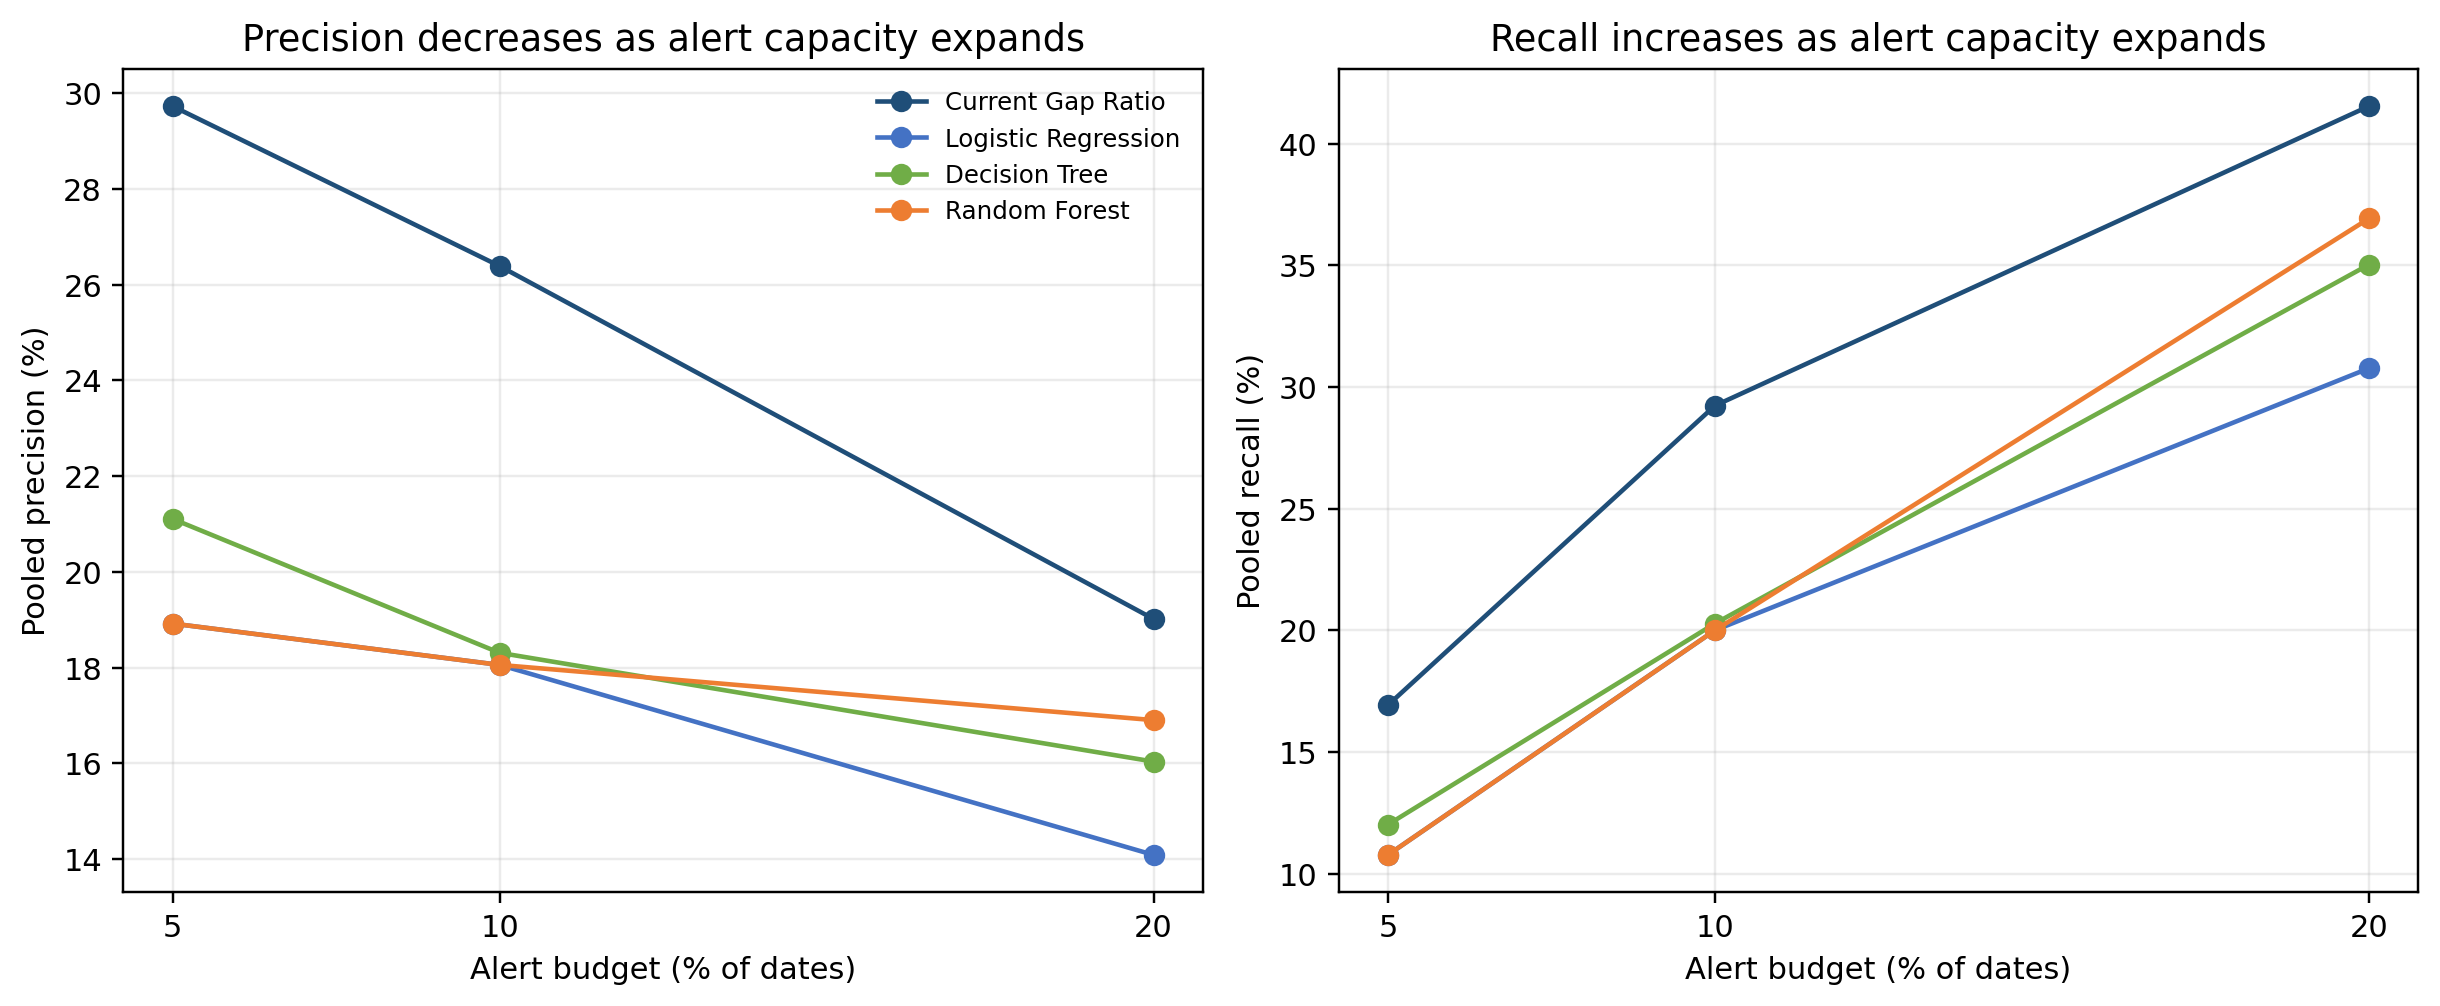 Precision decreases as alert capacity expands
Pooled precision (%)
30
28
26
24
22
20
18
16
14
Current Gap Ratio
Logistic Regression
Decision Tree
Random Forest
5 10 20
Alert budget (% of dates)
Recall increases as alert capacity expands
Pooled recall (%)
40
35
30
25
20
15
10
5 10 20
Alert budget (% of dates)